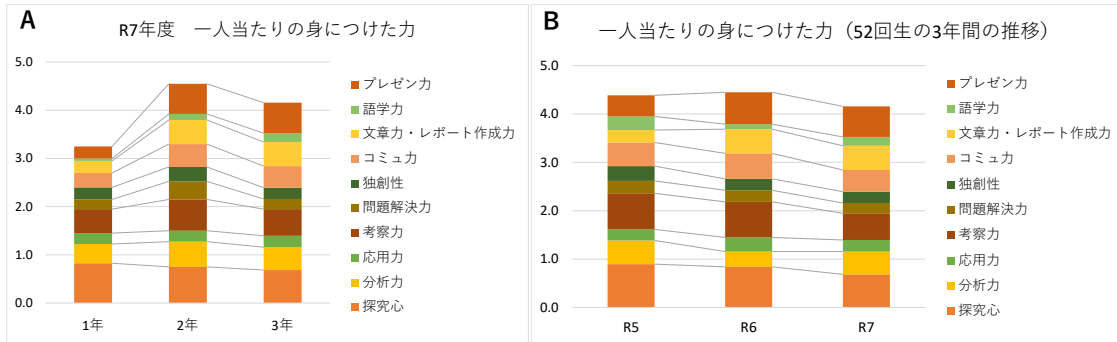 A
R7年度 一人当たりの身につけた力
5.0
4.0
3.0
2.0
1.0
0.0
1年
2年
3年
プレゼン力
語学力
文章力・レポート作成力
コミュ力
独創性
問題解決力
考察力
応用力
分析力
探究心
B
一人当たりの身につけた力（52回生の3年間の推移）
5.0
4.0
3.0
2.0
1.0
0.0
R5
R6
R7
プレゼン力
語学力
文章力・レポート作成力
コミュ力
独創性
問題解決力
考察力
応用力
分析力
探究心